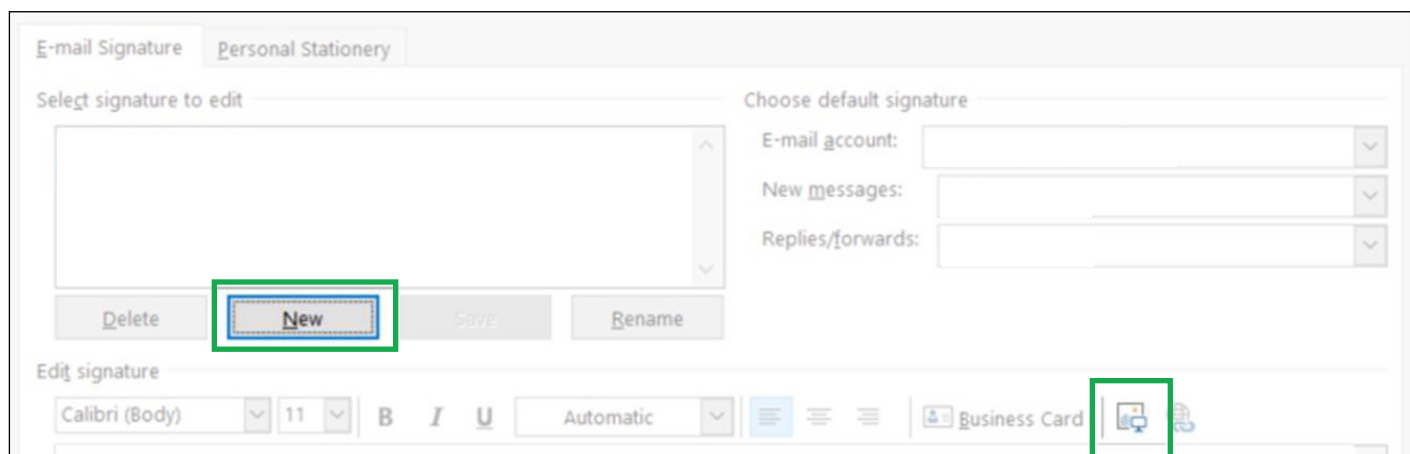 E-mail Signature
Personal Stationery
Select signature to edit
Choose default signature
E-mail account:
New messages:
Replies/forwards:
Delete
New
Save
Rename
Edit signature
Calibri (Body)
11
B
I
U
Automatic
Business Card